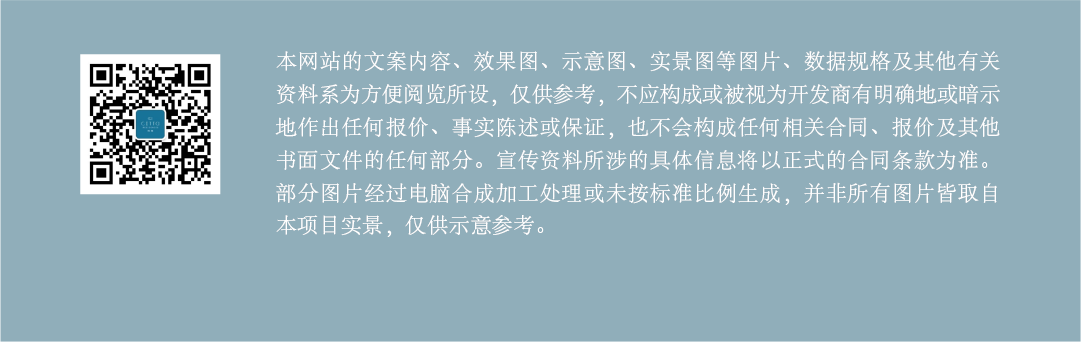 本网站的文案内容、效果图、示意图、实景图等图片、数据规格及其他有关
资料系为方便阅览所设，仅供参考，不应构成或被视为开发商有明确地或暗示
地作出任何报价、事实陈述或保证，也不会构成任何相关合同、报价及其他
书面文件的任何部分。宣传资料所涉的具体信息将以正式的合同条款为准。
部分图片经过电脑合成加工处理或未按标准比例生成，并非所有图片皆取自
本项目实景，仅供示意参考。